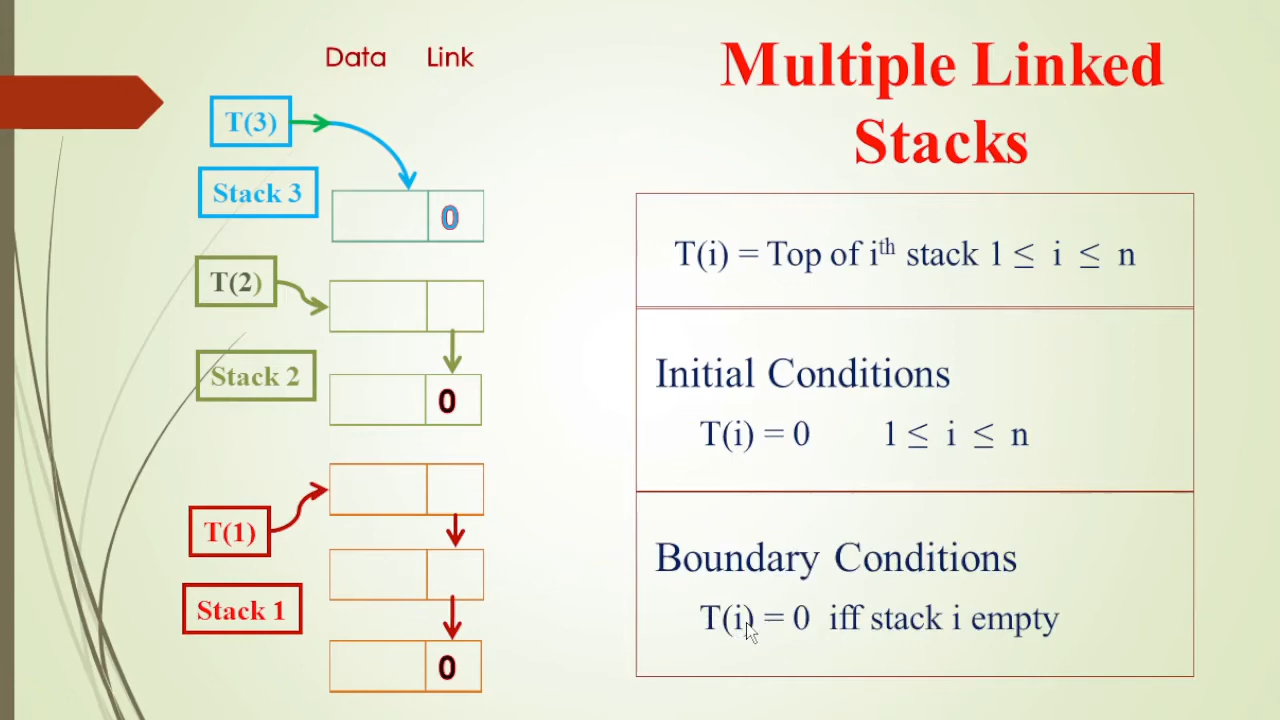 Data Link
T(3)
Stack 3
0
T(2)
Stack 2
0
T(1)
Stack 1
0
Multiple Linked
Stacks
T(i) = Top of iᵗʰ stack 1 ≤ i ≤ n
Initial Conditions
T(i) = 0 1 ≤ i ≤ n
Boundary Conditions
T(i) = 0 iff stack i empty